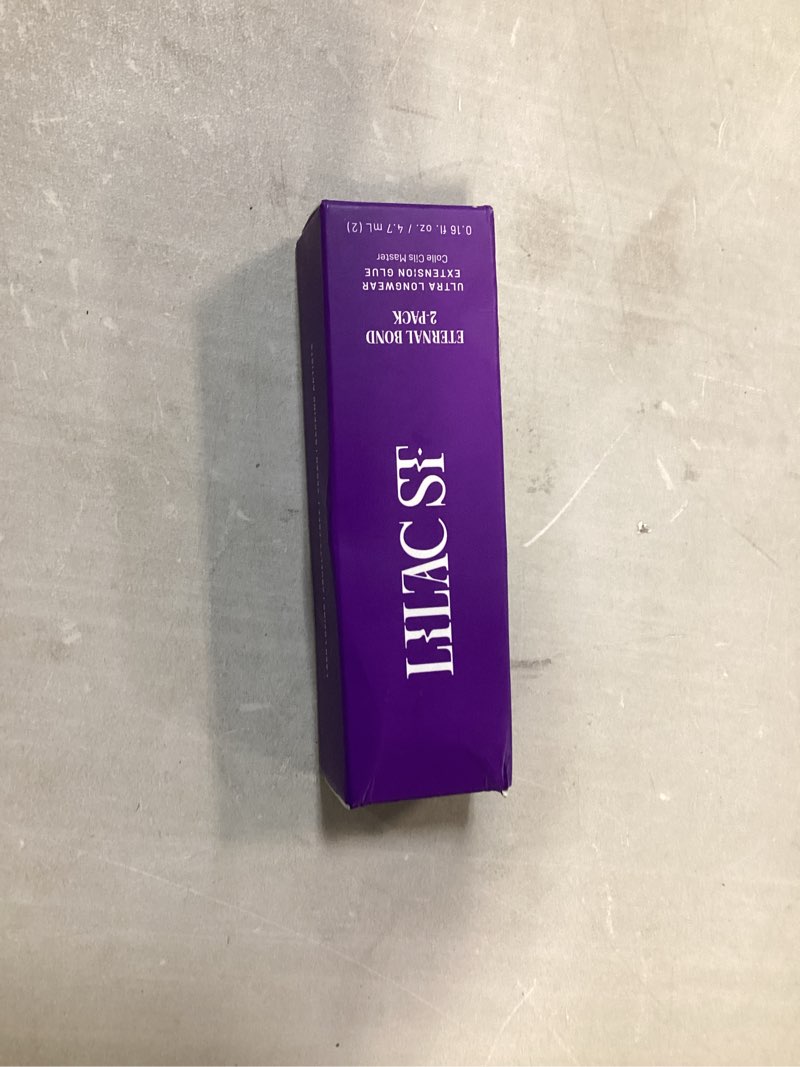 LILAC ST.
ETERNAL BOND
2-PACK
ULTRA LONGWEAR
EXTENSION GLUE
Colle Cils Master
0.16 fl. oz. / 4.7 mL (2)